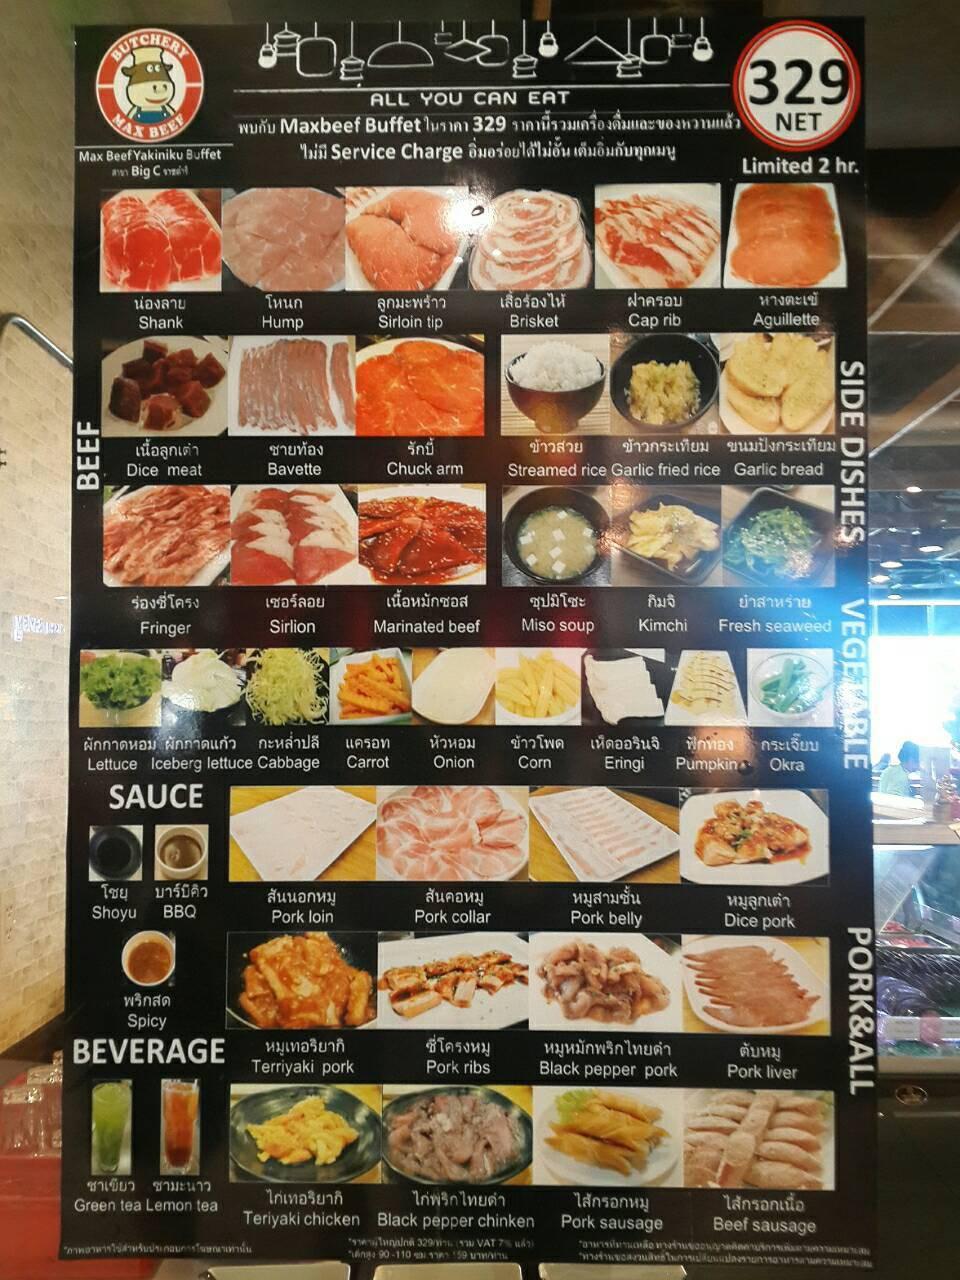 BUTCHERY
MAX BEEF
Max Beef Yakiniku Buffet
สาขา Big C ราชดำริ
ALL YOU CAN EAT
พบกับ Maxbeef Buffet ในราคา 329 ราคานี้รวมเครื่องดื่มและของหวานแล้ว
ไม่มี Service Charge อิ่มอร่อยได้ไม่อั้น เต็มอิ่มกับทุกเมนู
329
NET
Limited 2 hr.
BEEF
น่องลาย โหนก ลูกมะพร้าว เสือร้องไห้ ฝาครอบ หางตะเข้
Shank Hump Sirloin tip Brisket Cap rib Aguillette
เนื้อลูกเต๋า ชายท้อง รักบี้
Dice meat Bavette Chuck arm
ร่องซี่โครง เซอร์ลอย เนื้อหมักซอส
Fringer Sirlion Marinated beef
SIDE DISHES
ข้าวสวย ข้าวกระเทียม ขนมปังกระเทียม
Streamed rice Garlic fried rice Garlic bread
ซุปมิโซะ กิมจิ ยำสาหร่าย
Miso soup Kimchi Fresh seaweed
VEGETABLE
ผักกาดหอม ผักกาดแก้ว กะหล่ำปลี แครอท หัวหอม ข้าวโพด เห็ดออรินจิ ฟักทอง กระเจี๊ยบ
Lettuce Iceberg lettuce Cabbage Carrot Onion Corn Eringi Pumpkin Okra
SAUCE
โชยุ บาร์บิคิว
Shoyu BBQ
พริกสด
Spicy
BEVERAGE
ชาเขียว ชามะนาว
Green tea Lemon tea
PORK&ALL
สันนอกหมู สันคอหมู หมูสามชั้น หมูลูกเต๋า
Pork loin Pork collar Pork belly Dice pork
หมูเทอริยากิ ซี่โครงหมู หมูหมักพริกไทยดำ ตับหมู
Terriyaki pork Pork ribs Black pepper pork Pork liver
ไก่เทอริยากิ ไก่พริกไทยดำ ไส้กรอกหมู ไส้กรอกเนื้อ
Teriyaki chicken Black pepper chinken Pork sausage Beef sausage
*ภาพอาหารใช้สำหรับประกอบการโฆษณาเท่านั้น
*ราคาผู้ใหญ่ปกติ 329/ท่าน (รวม VAT 7% แล้ว)
*เด็กสูง 90 -110 ซม ราคา 159 บาท/ท่าน
*อาหารที่ทานเหลือ ทางร้านขออนุญาตคิดค่าบริการเพิ่มตามความเหมาะสม
*ทางร้านขอสงวนสิทธิ์ในการเปลี่ยนแปลงรายการอาหารตามความเหมาะสม